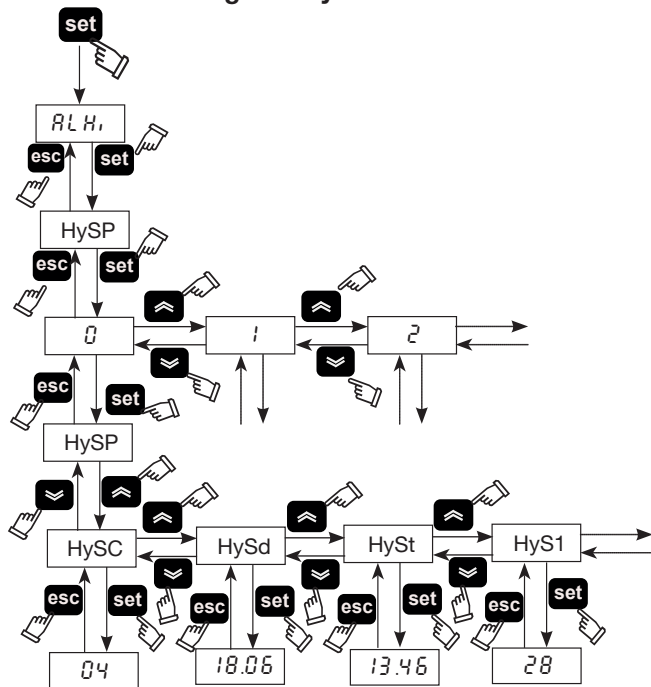 set
ALHi
esc set
HySP
esc set
0 1 2
esc set
HySP
HySC HySd HySt HyS1
esc set esc set esc set esc set
04 18.06 13.46 28